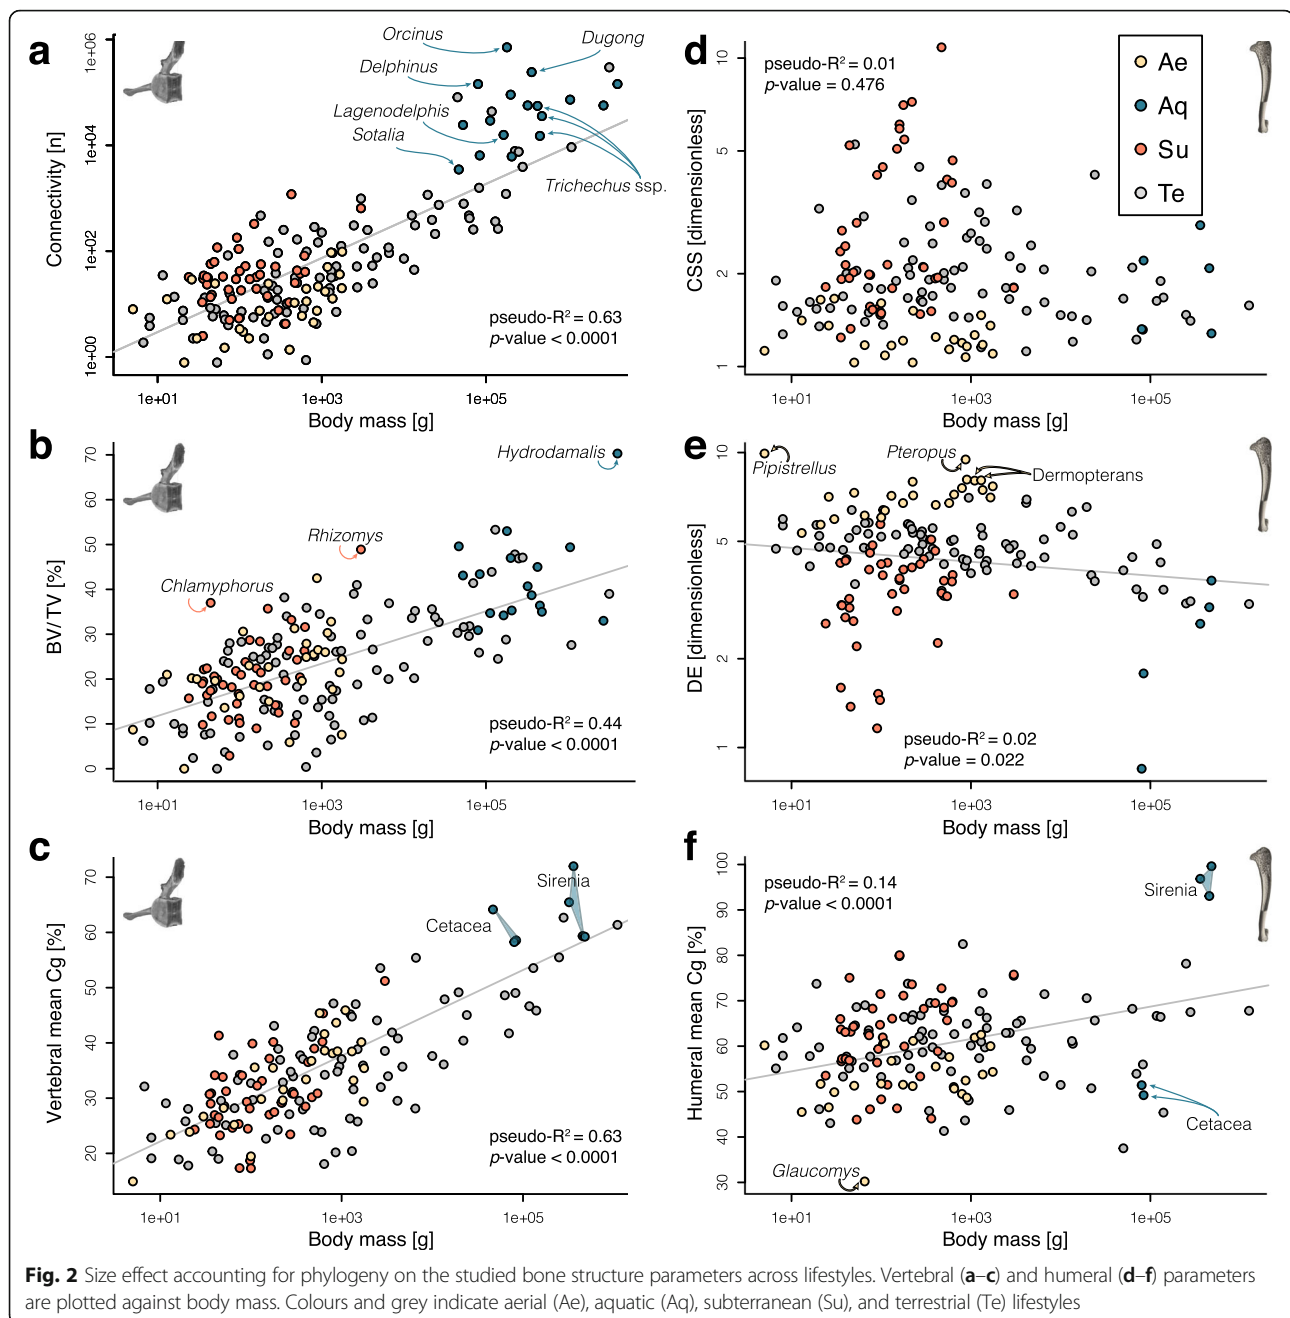 a
1e+06
1e+04
1e+02
1e+00
Connectivity [n]
Orcinus
Dugong
Delphinus
Lagenodelphis
Sotalia
Trichechus ssp.
pseudo-R² = 0.63
p-value < 0.0001
1e+01
1e+03
1e+05
Body mass [g]
d
10
5
2
1
CSS [dimensionless]
pseudo-R² = 0.01
p-value = 0.476
Ae
Aq
Su
Te
1e+01
1e+03
1e+05
Body mass [g]
b
70
60
50
40
30
20
10
0
BV/TV [%]
Hydrodamalis
Rhizomys
Chlamyphorus
pseudo-R² = 0.44
p-value < 0.0001
1e+01
1e+03
1e+05
Body mass [g]
e
10
5
2
1
DE [dimensionless]
Pipistrellus
Pteropus
Dermopterans
pseudo-R² = 0.02
p-value = 0.022
1e+01
1e+03
1e+05
Body mass [g]
c
70
60
50
40
30
20
Vertebral mean Cg [%]
Sirenia
Cetacea
pseudo-R² = 0.63
p-value < 0.0001
1e+01
1e+03
1e+05
Body mass [g]
f
100
90
80
70
60
50
40
30
Humeral mean Cg [%]
pseudo-R² = 0.14
p-value < 0.0001
Sirenia
Cetacea
Glaucomys
1e+01
1e+03
1e+05
Body mass [g]
Fig. 2 Size effect accounting for phylogeny on the studied bone structure parameters across lifestyles. Vertebral (a–c) and humeral (d–f) parameters
are plotted against body mass. Colours and grey indicate aerial (Ae), aquatic (Aq), subterranean (Su), and terrestrial (Te) lifestyles